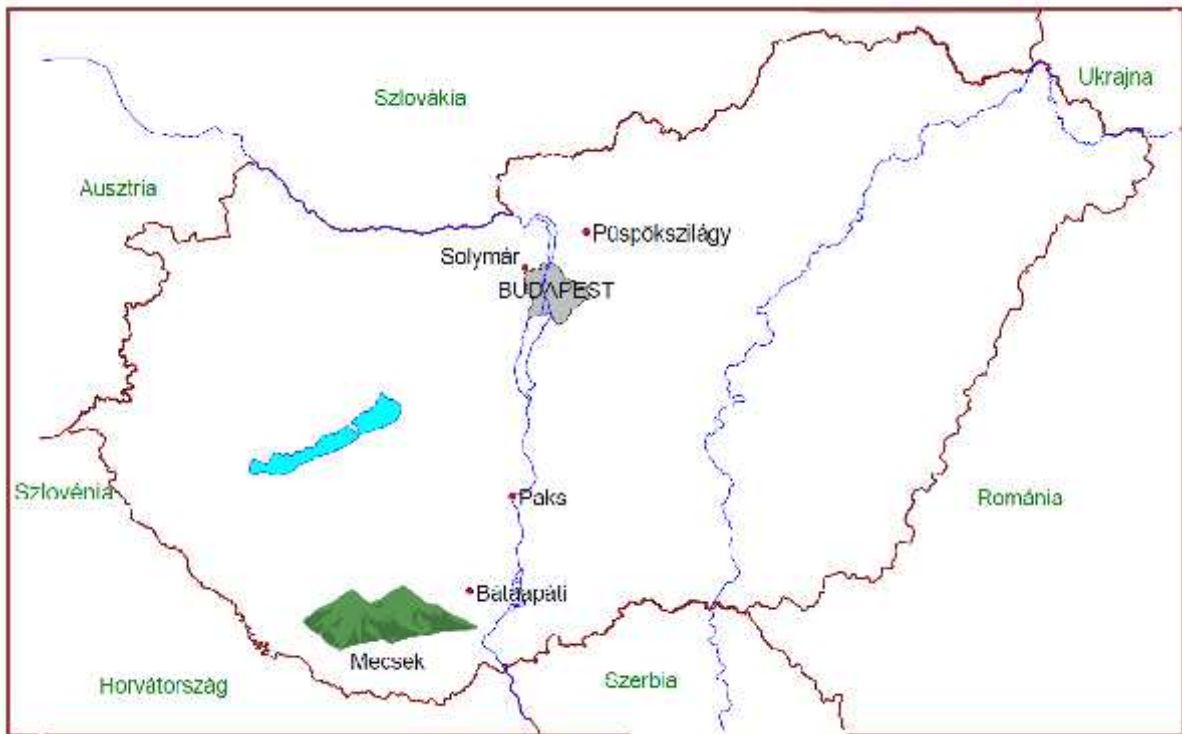 Ukrajna
Szlovákia
Ausztria
Püspökszilágy
Solymár
BUDAPEST
Szlovénia
Paks
Románia
Bátaapáti
Mecsek
Horvátország
Szerbia